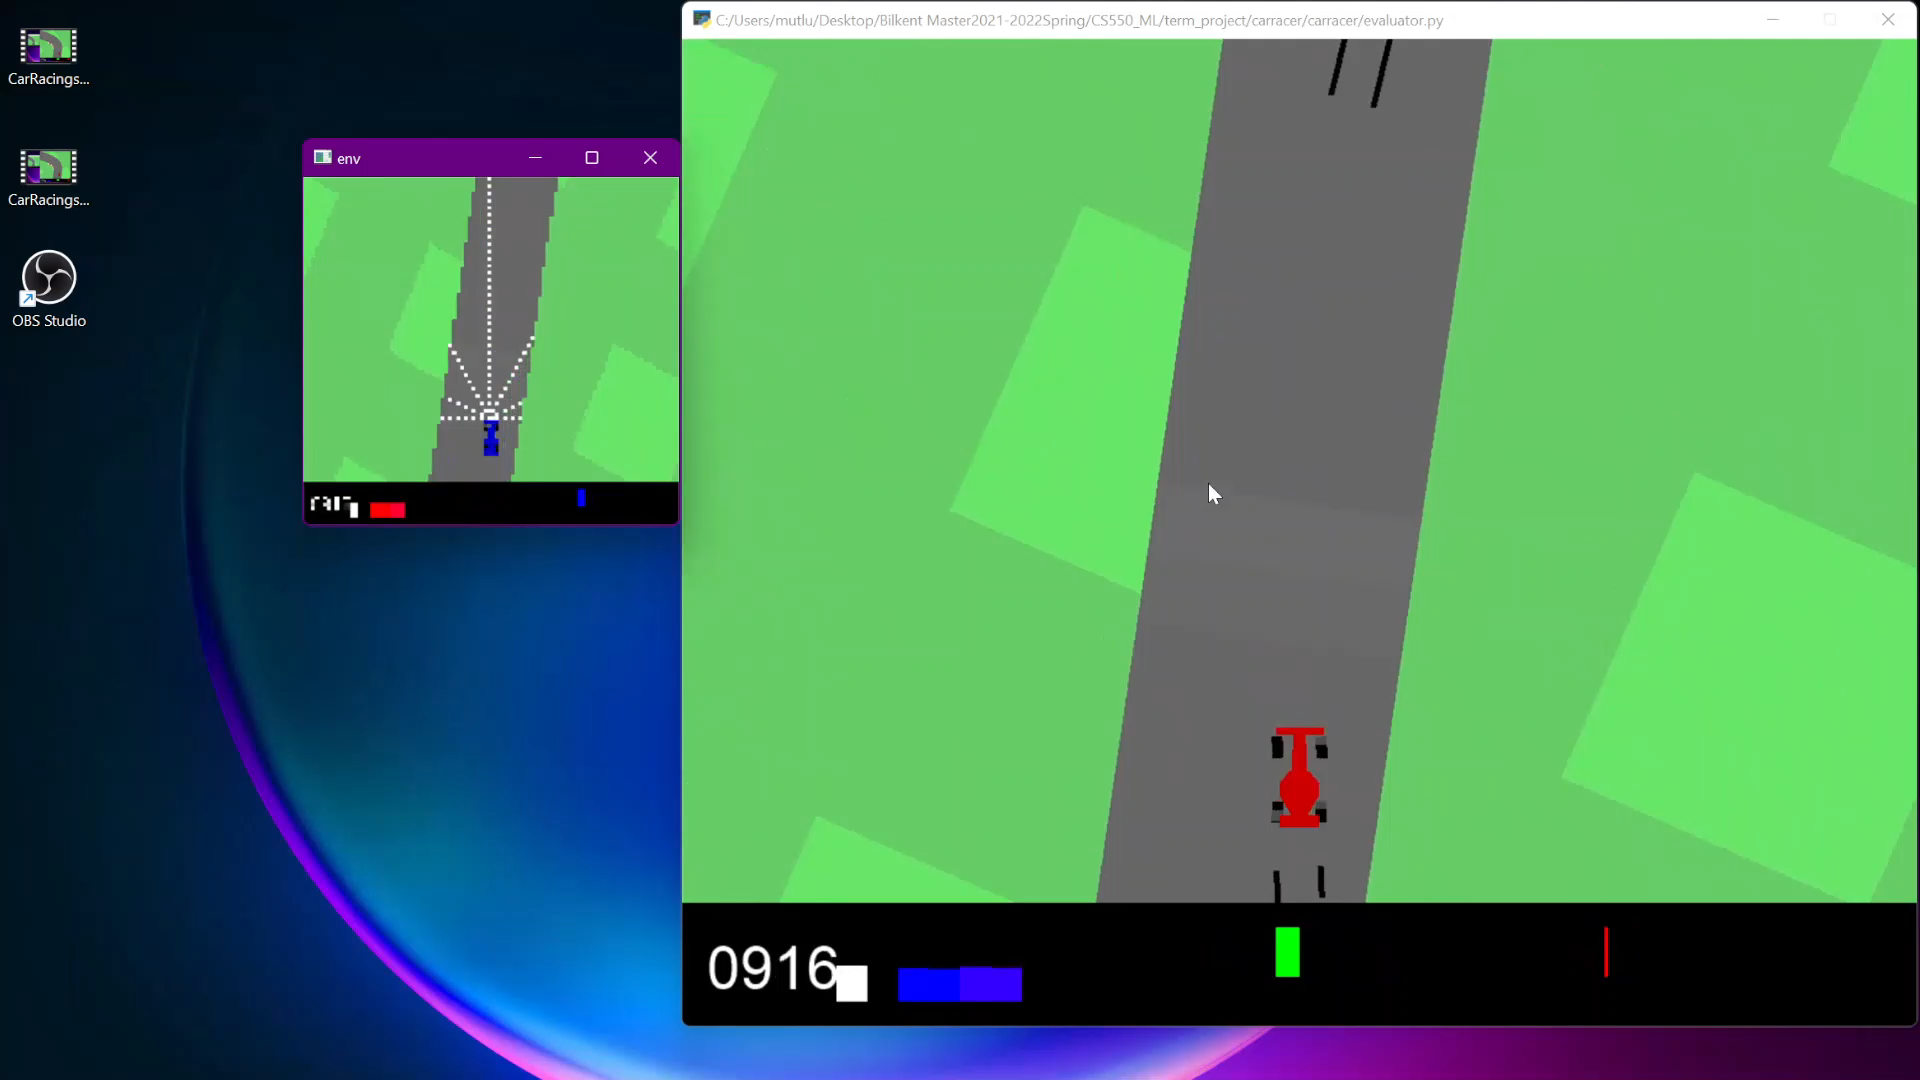 CarRacings...
CarRacings...
OBS Studio
env
C:/Users/mutlu/Desktop/Bilkent Master2021-2022Spring/CS550_ML/term_project/carracer/carracer/evaluator.py
0916